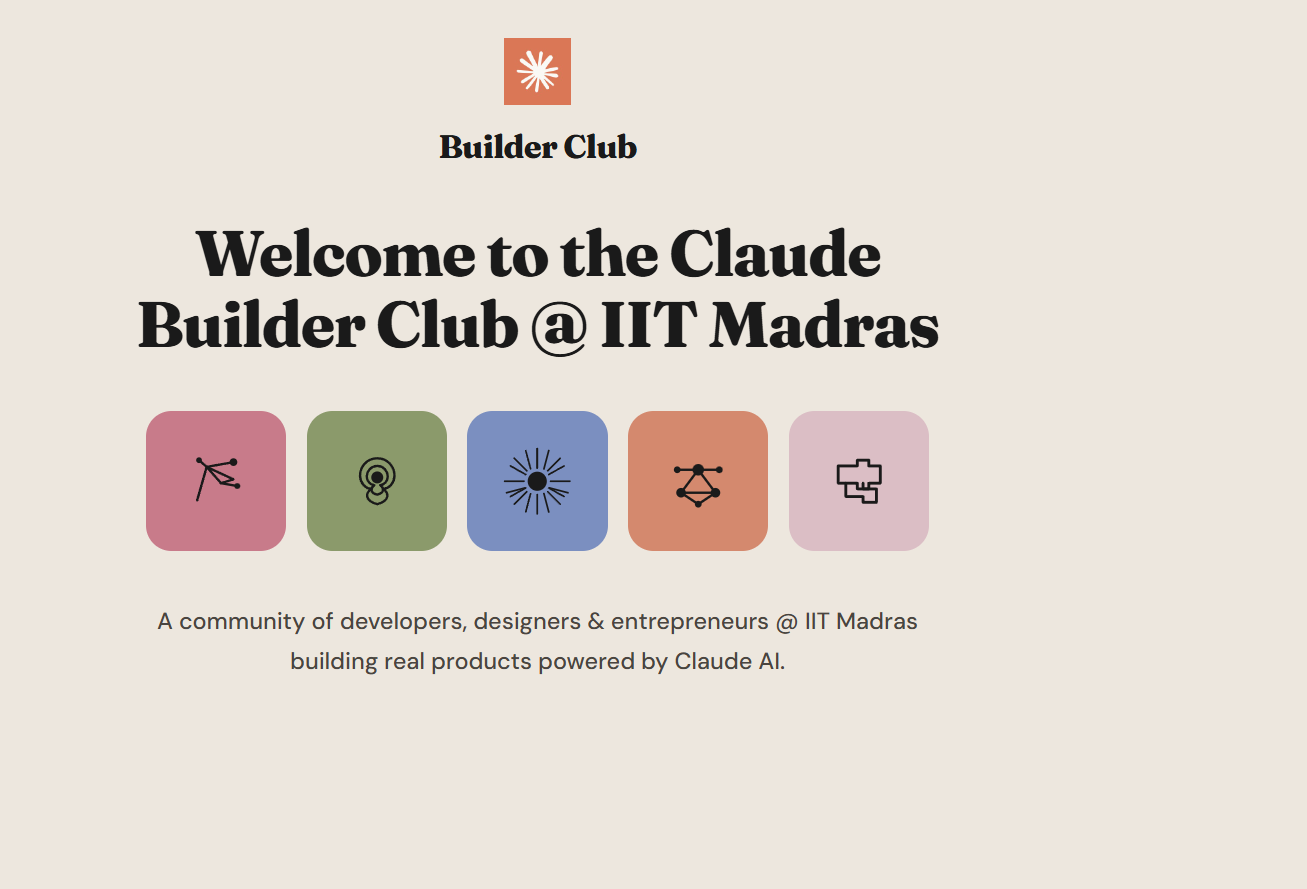 Builder Club
Welcome to the Claude
Builder Club @ IIT Madras
A community of developers, designers & entrepreneurs @ IIT Madras
building real products powered by Claude AI.